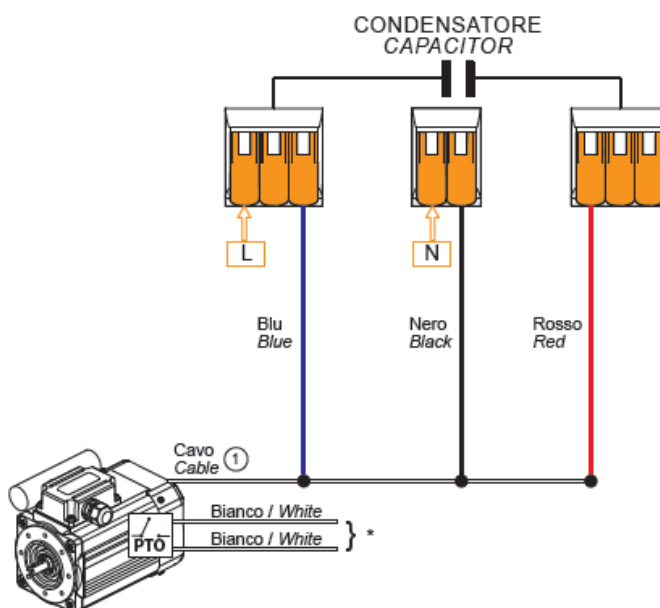 CONDENSATORE
CAPACITOR
L
N
Blu
Blue
Nero
Black
Rosso
Red
Cavo
Cable 1
Bianco / White
PTO
Bianco / White
*